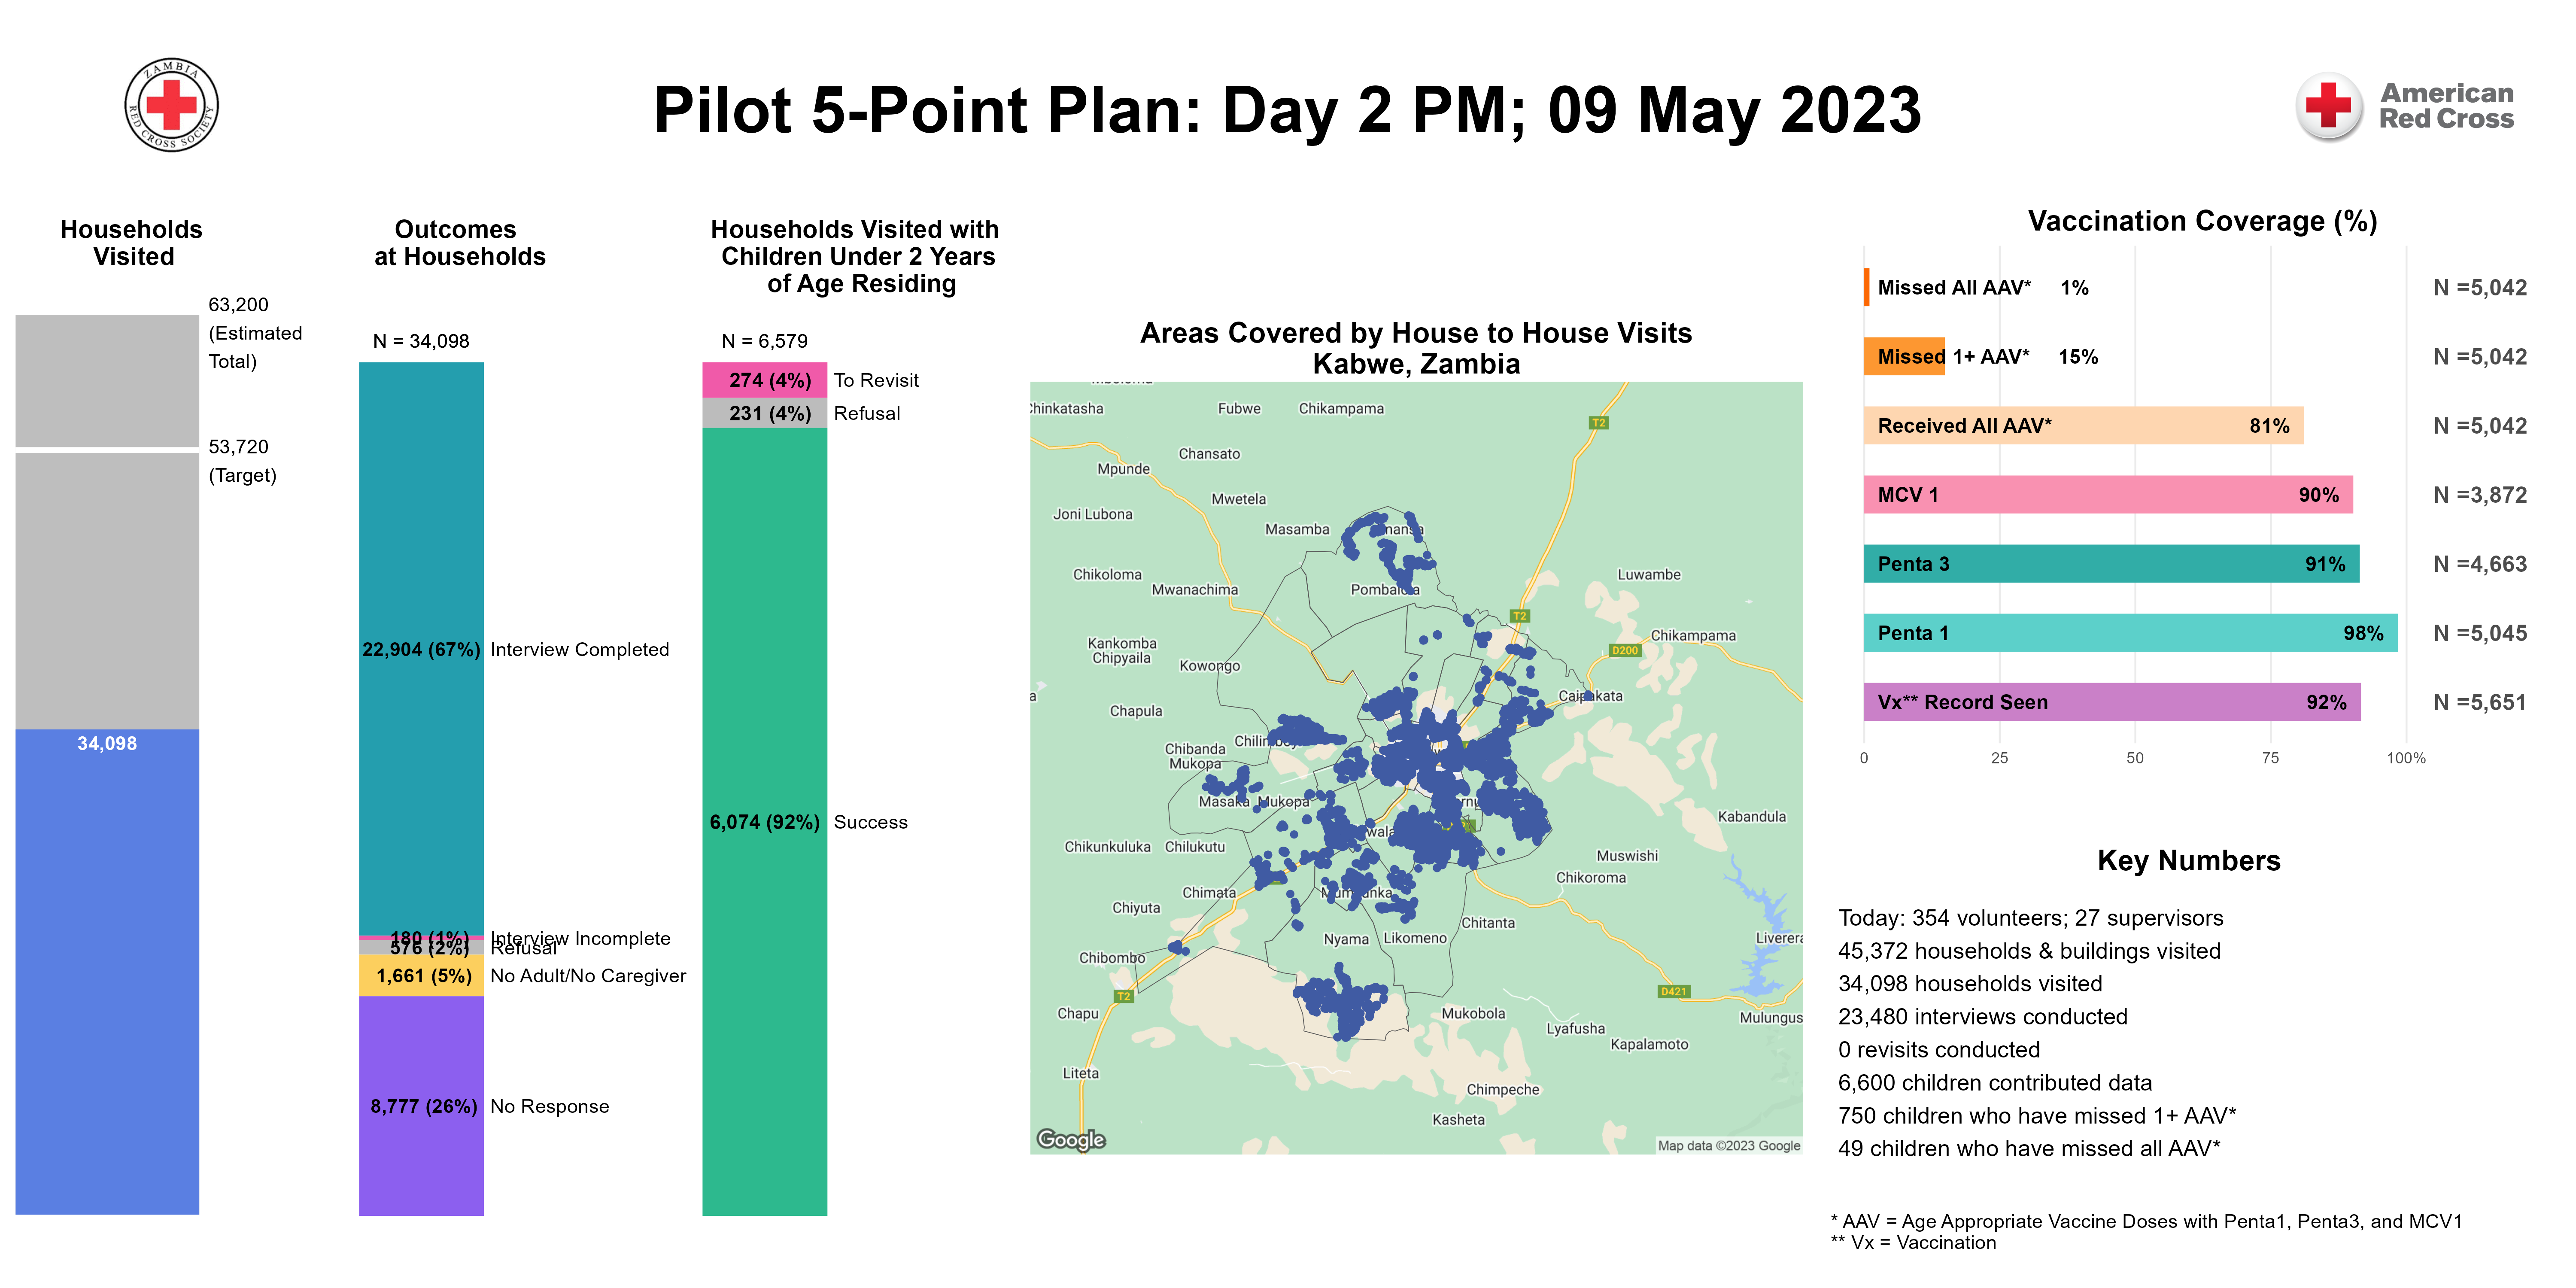 ZAMBIA
RED CROSS SOCIETY
Pilot 5-Point Plan: Day 2 PM; 09 May 2023
American
Red Cross
Households
Visited
63,200
(Estimated
Total)
53,720
(Target)
34,098
Outcomes
at Households
N = 34,098
22,904 (67%) Interview Completed
180 (1%) Interview Incomplete
576 (2%) Refusal
1,661 (5%) No Adult/No Caregiver
8,777 (26%) No Response
Households Visited with
Children Under 2 Years
of Age Residing
N = 6,579
274 (4%) To Revisit
231 (4%) Refusal
6,074 (92%) Success
Areas Covered by House to House Visits
Kabwe, Zambia
Chinkatasha
Fubwe
Chikampama
T2
Chansato
Mpunde
Mwetela
Joni Lubona
Masamba
Chikoloma
Mwanachima
Luwambe
T2
Chikampama
Kankomba
Chipyaila
Kowongo
D200
Chapula
Chibanda
Mukopa
Masaka
Mukopa
Kabandula
Chikunkuluka
Chilukutu
Muswishi
Chikoroma
Chimata
Chiyuta
Chitanta
Nyama
Likomeno
Chibombo
T2
D421
Chapu
Mukobola
Lyafusha
Mulungus
Kapalamoto
Liteta
Chimpeche
Kasheta
Google
Map data ©2023 Google
Vaccination Coverage (%)
Missed All AAV* 1% N =5,042
Missed 1+ AAV* 15% N =5,042
Received All AAV* 81% N =5,042
MCV 1 90% N =3,872
Penta 3 91% N =4,663
Penta 1 98% N =5,045
Vx** Record Seen 92% N =5,651
0 25 50 75 100%
Key Numbers
Today: 354 volunteers; 27 supervisors
45,372 households & buildings visited
34,098 households visited
23,480 interviews conducted
0 revisits conducted
6,600 children contributed data
750 children who have missed 1+ AAV*
49 children who have missed all AAV*
* AAV = Age Appropriate Vaccine Doses with Penta1, Penta3, and MCV1
** Vx = Vaccination